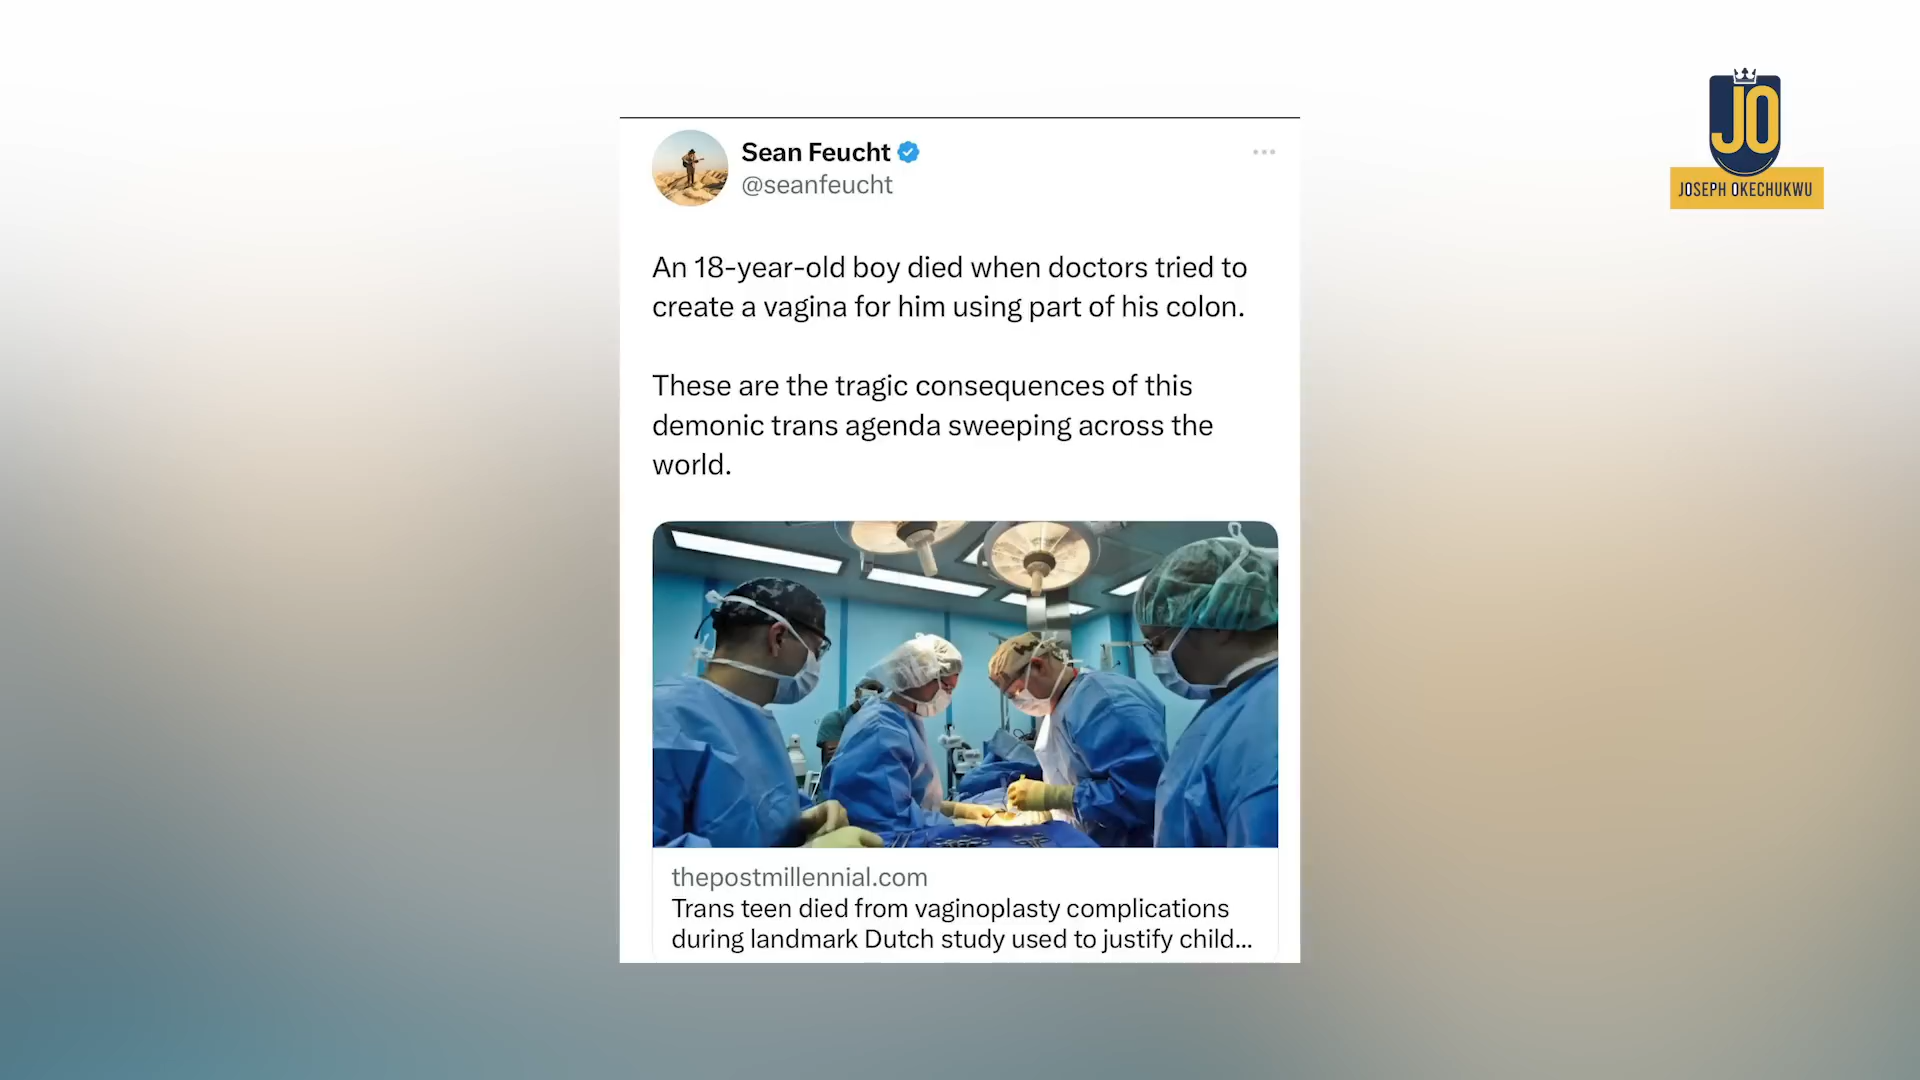 JO
JOSEPH OKECHUKWU
Sean Feucht
@seanfeucht
An 18-year-old boy died when doctors tried to
create a vagina for him using part of his colon.
These are the tragic consequences of this
demonic trans agenda sweeping across the
world.
thepostmillennial.com
Trans teen died from vaginoplasty complications
during landmark Dutch study used to justify child...